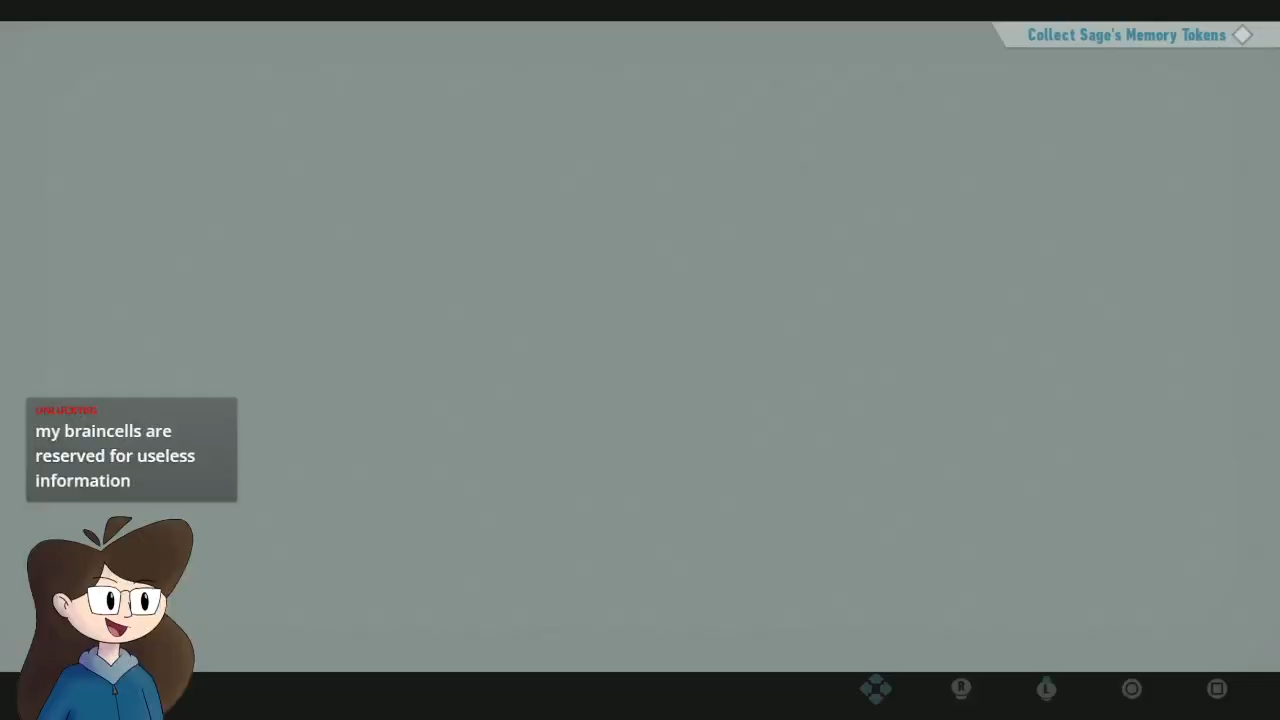 Collect Sage's Memory Tokens
my braincells are
reserved for useless
information
R
L